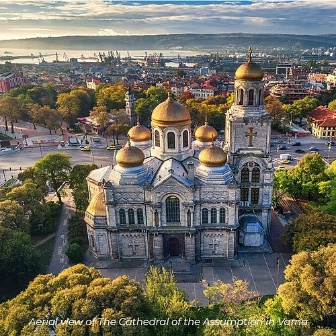 Aerial view of The Cathedral of the Assumption in Varna